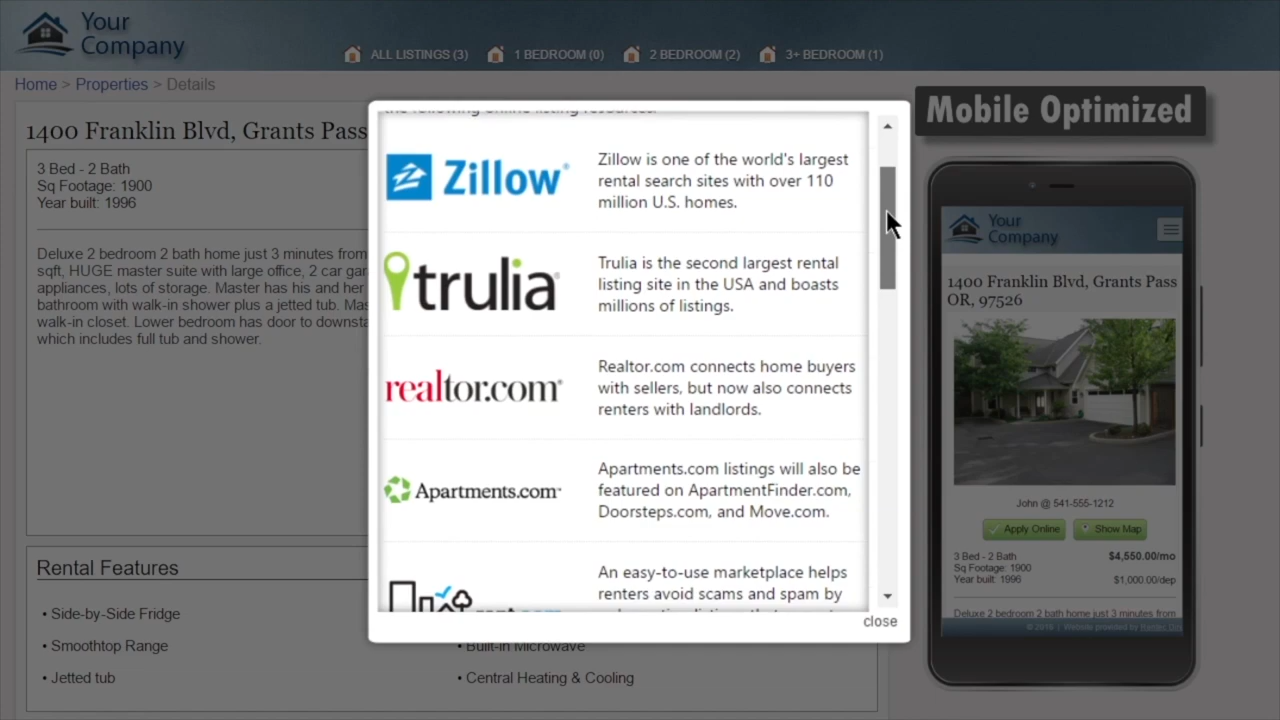 Your
Company
ALL LISTINGS (3)
1 BEDROOM (0)
2 BEDROOM (2)
3+ BEDROOM (1)
Home > Properties > Details
1400 Franklin Blvd, Grants Pass
3 Bed - 2 Bath
Sq Footage: 1900
Year built: 1996
Deluxe 2 bedroom 2 bath home just 3 minutes from
sqft, HUGE master suite with large office, 2 car gar
appliances, lots of storage. Master has his and her
bathroom with walk-in shower plus a jetted tub. Mas
walk-in closet. Lower bedroom has door to downsta
which includes full tub and shower.
Rental Features
• Side-by-Side Fridge
• Smoothtop Range
• Jetted tub
• Built-in Microwave
• Central Heating & Cooling
the following online listing resources.
Zillow
Zillow is one of the world's largest
rental search sites with over 110
million U.S. homes.
trulia
Trulia is the second largest rental
listing site in the USA and boasts
millions of listings.
realtor.com
Realtor.com connects home buyers
with sellers, but now also connects
renters with landlords.
Apartments.com
Apartments.com listings will also be
featured on ApartmentFinder.com,
Doorsteps.com, and Move.com.
An easy-to-use marketplace helps
renters avoid scams and spam by
close
Mobile Optimized
Your
Company
1400 Franklin Blvd, Grants Pass
OR, 97526
John @ 541-555-1212
Apply Online
Show Map
3 Bed - 2 Bath
$4,550.00/mo
Sq Footage: 1900
Year built: 1996
$1,000.00/dep
Deluxe 2 bedroom 2 bath home just 3 minutes from
Website provided by